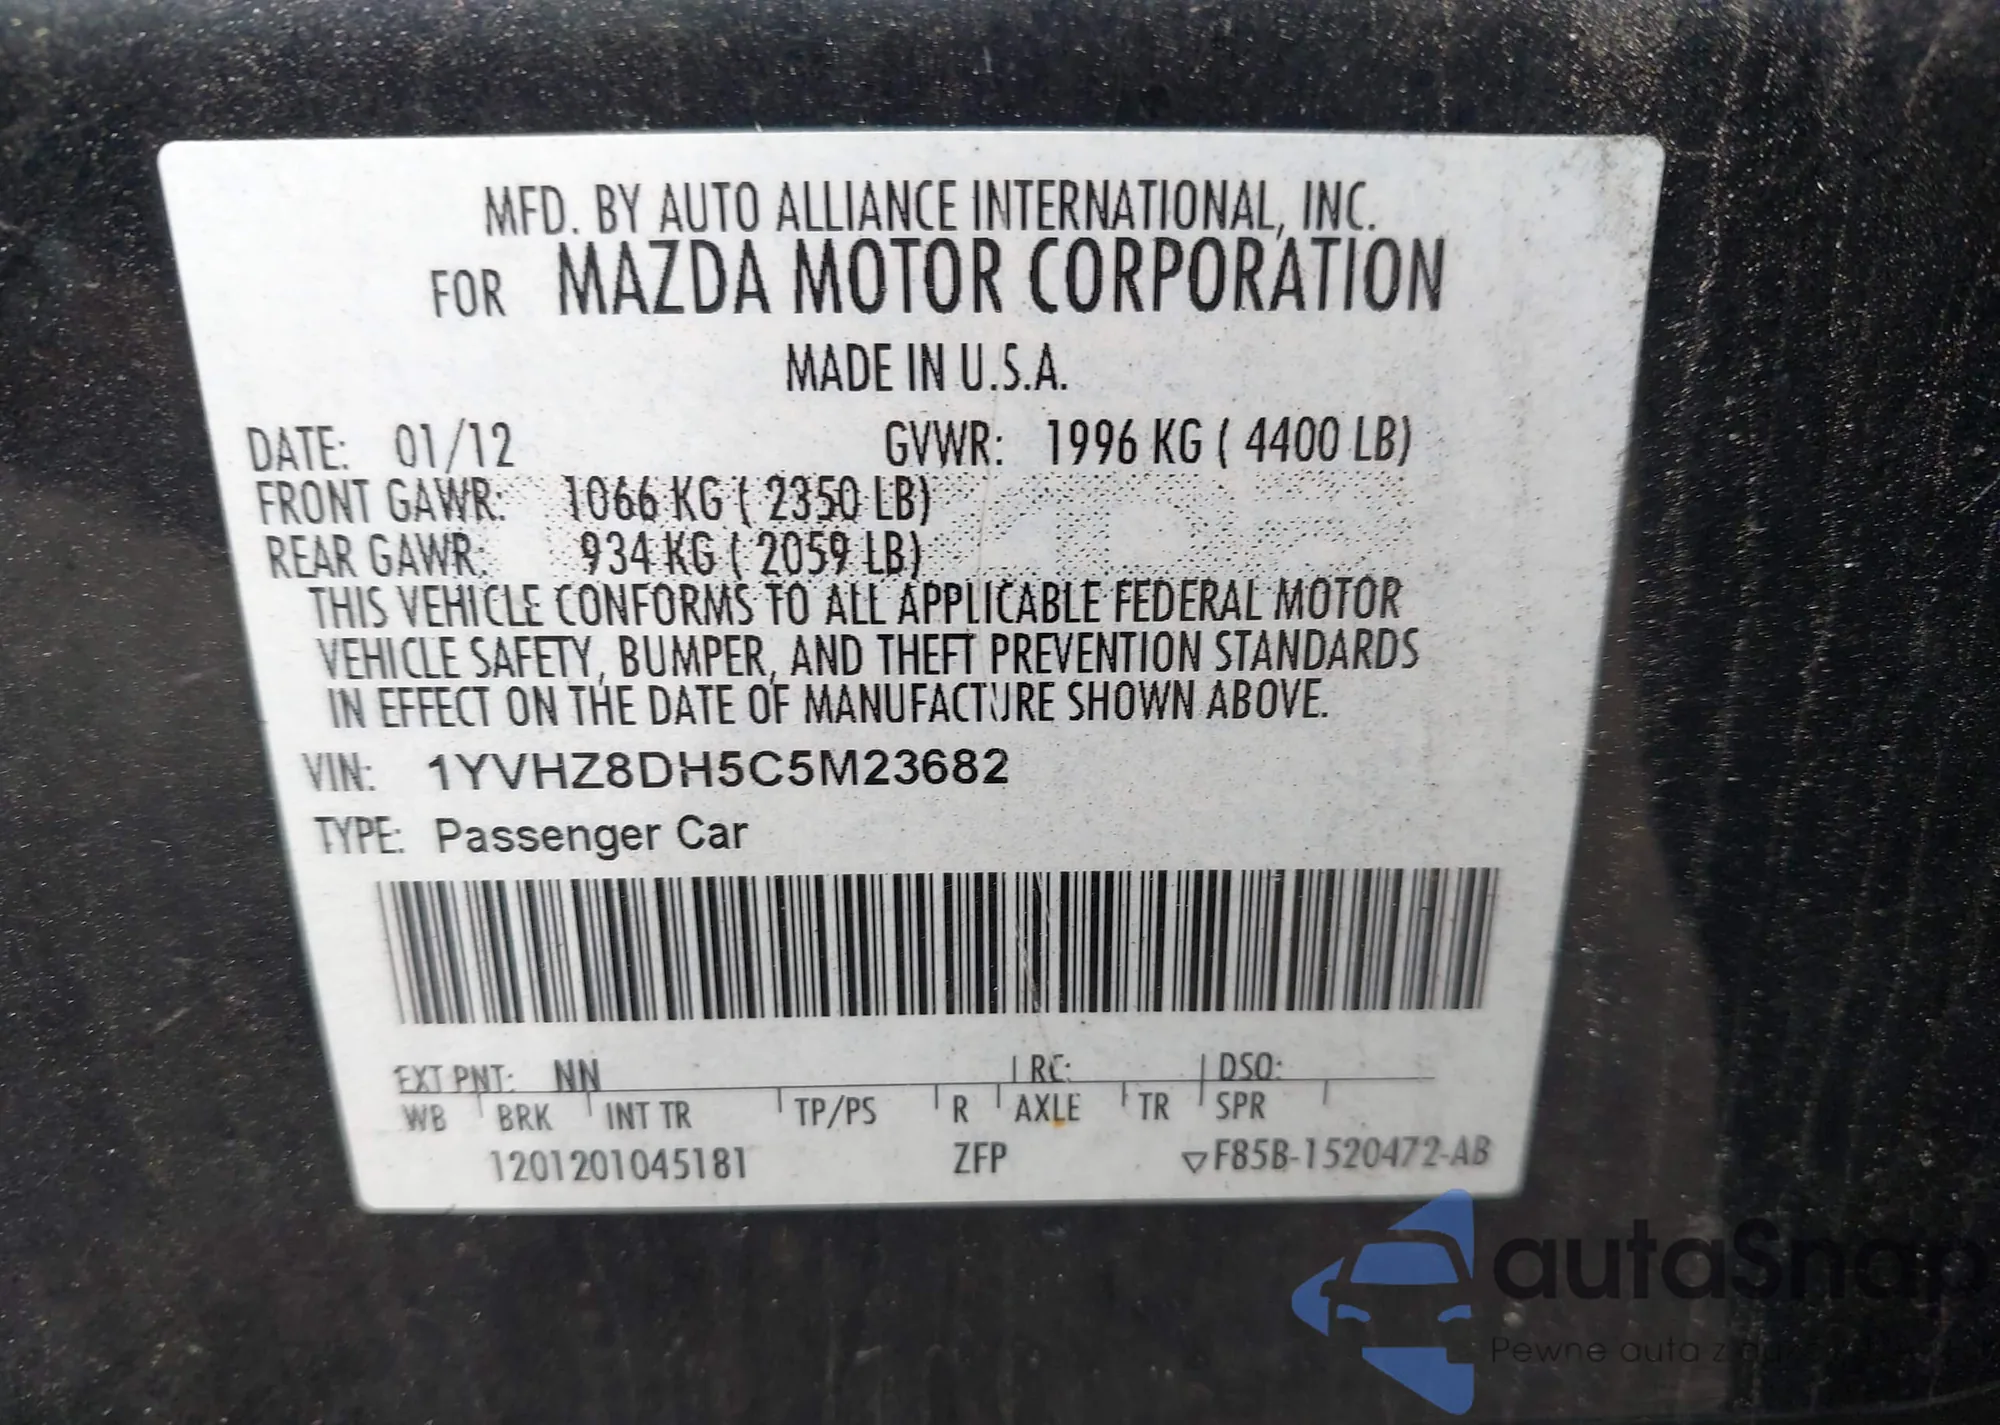 MFD. BY AUTO ALLIANCE INTERNATIONAL, INC.
FOR MAZDA MOTOR CORPORATION
MADE IN U.S.A.
DATE: 01/12 GVWR: 1996 KG ( 4400 LB)
FRONT GAWR: 1066 KG ( 2350 LB)
REAR GAWR: 934 KG ( 2059 LB)
THIS VEHICLE CONFORMS TO ALL APPLICABLE FEDERAL MOTOR
VEHICLE SAFETY, BUMPER, AND THEFT PREVENTION STANDARDS
IN EFFECT ON THE DATE OF MANUFACTURE SHOWN ABOVE.
VIN: 1YVHZ8DH5C5M23682
TYPE: Passenger Car
EXT PNT: NN RC: DSO:
WB BRK INT TR TP/PS R AXLE TR SPR
1201201045181 ZFP ▽F85B-1520472-AB
autaSnap
Pewne auta z